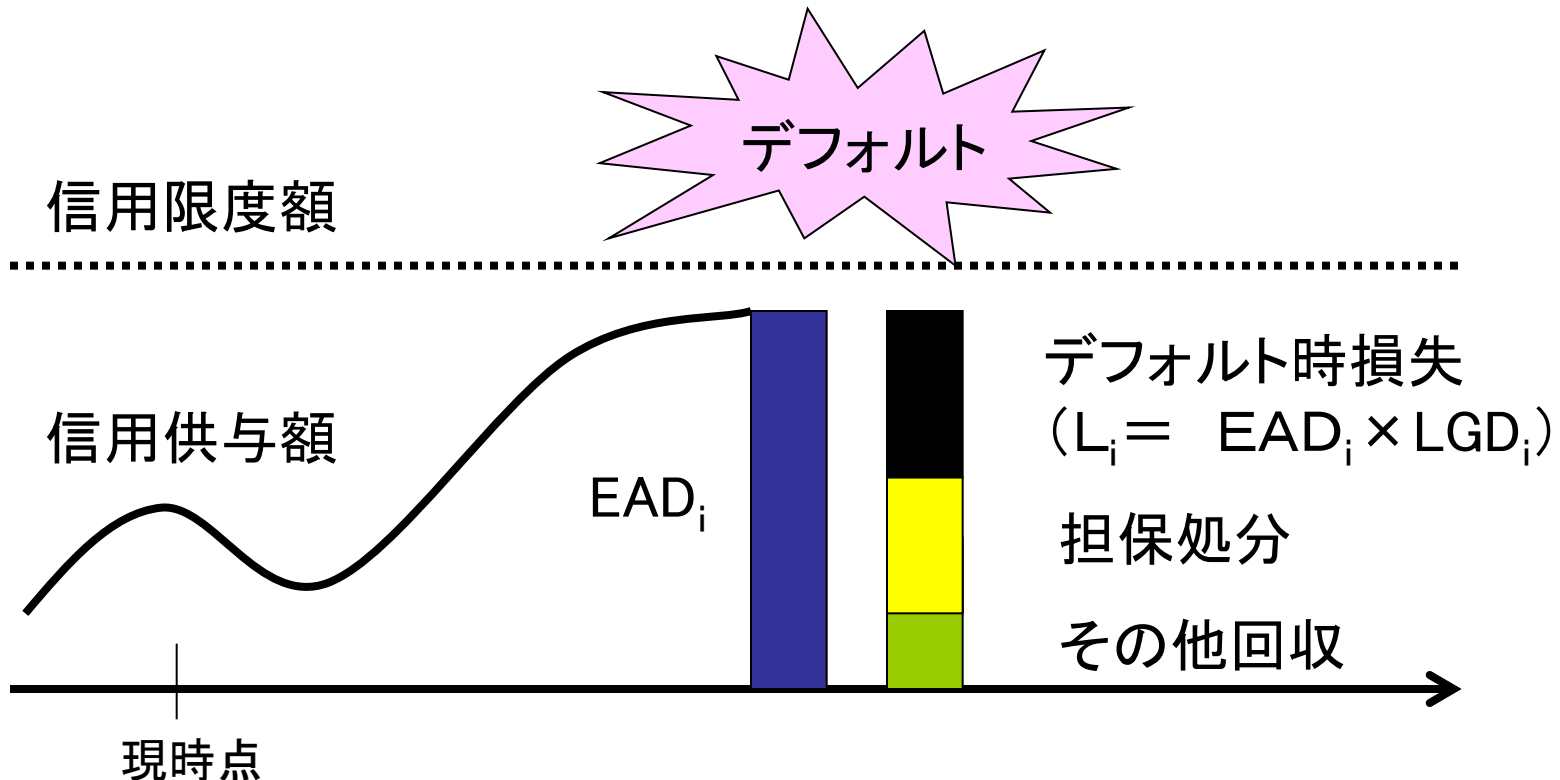 デフォルト
信用限度額
デフォルト時損失
（Lᵢ＝　EADᵢ×LGDᵢ）
信用供与額
EADᵢ
担保処分
その他回収
現時点